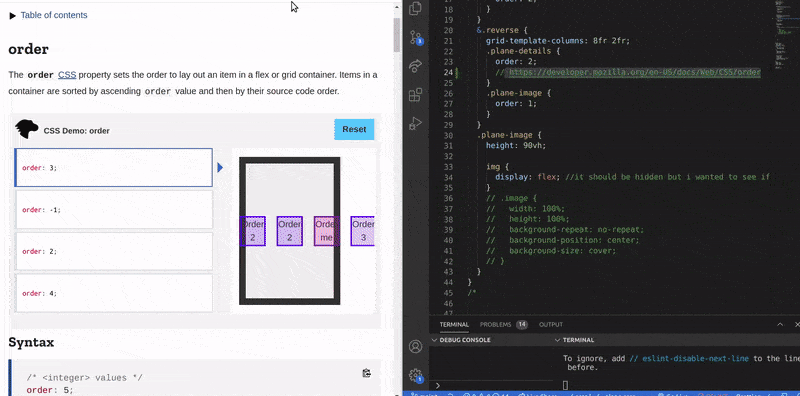 Table of contents
order
The order CSS property sets the order to lay out an item in a flex or grid container. Items in a
container are sorted by ascending order value and then by their source code order.
CSS Demo: order
Reset
order: 3;
order: -1;
order: 2;
order: 4;
Order
2
Order
2
Orde
me
Order
3
Syntax
/* <integer> values */
order: 5;
17
18 }
19 }
20 &.reverse {
21 grid-template-columns: 8fr 2fr;
22 .plane-details {
23 order: 2;
24 // https://developer.mozilla.org/en-US/docs/Web/CSS/order
25 }
26 .plane-image {
27 order: 1;
28 }
29 }
30 .plane-image {
31 height: 90vh;
32
33 img {
34 display: flex; //it should be hidden but i wanted to see if
35 }
36 // .image {
37 // width: 100%;
38 // height: 100%;
39 // background-repeat: no-repeat;
40 // background-position: center;
41 // background-size: cover;
42 // }
43 }
44 }
45 /*
46
47
3
1
TERMINAL PROBLEMS 14 OUTPUT
DEBUG CONSOLE
TERMINAL
To ignore, add // eslint-disable-next-line to the line
before.